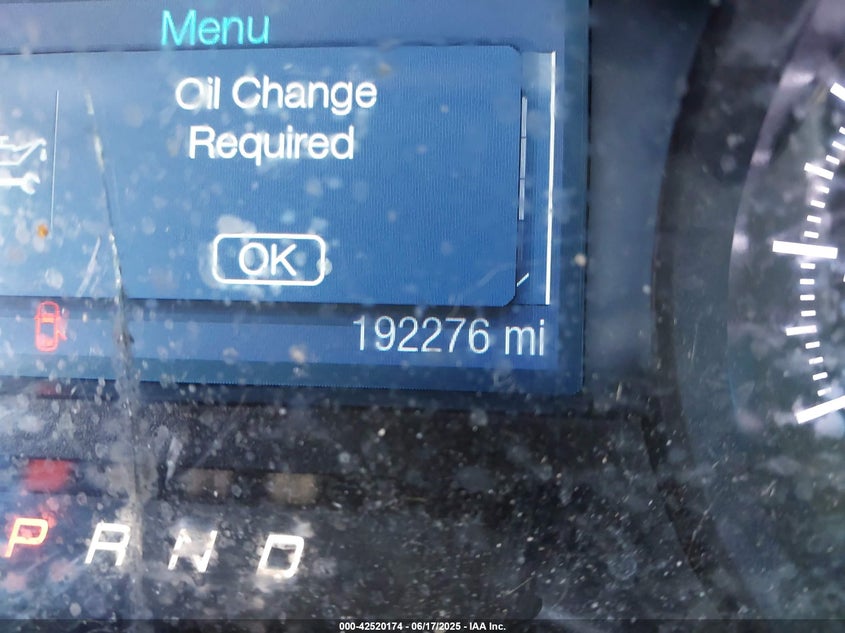 Menu
Oil Change
Required
OK
192276 mi
P R N D
000-42520174 - 06/17/2025 - IAA Inc.